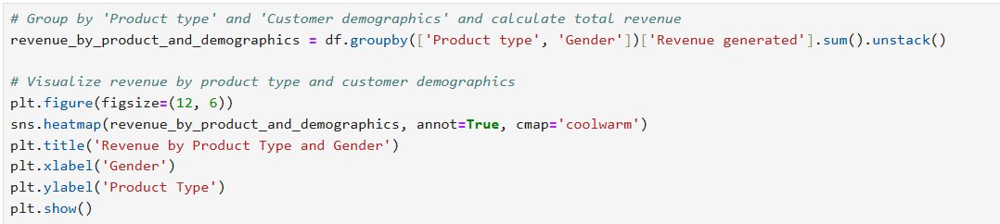 # Group by 'Product type' and 'Customer demographics' and calculate total revenue
revenue_by_product_and_demographics = df.groupby(['Product type', 'Gender'])['Revenue generated'].sum().unstack()
# Visualize revenue by product type and customer demographics
plt.figure(figsize=(12, 6))
sns.heatmap(revenue_by_product_and_demographics, annot=True, cmap='coolwarm')
plt.title('Revenue by Product Type and Gender')
plt.xlabel('Gender')
plt.ylabel('Product Type')
plt.show()